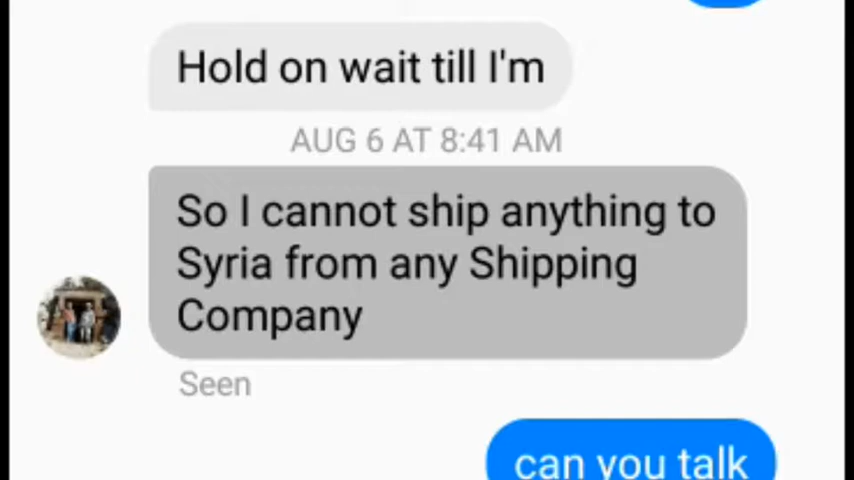 Hold on wait till I'm
AUG 6 AT 8:41 AM
So I cannot ship anything to
Syria from any Shipping
Company
Seen
can you talk